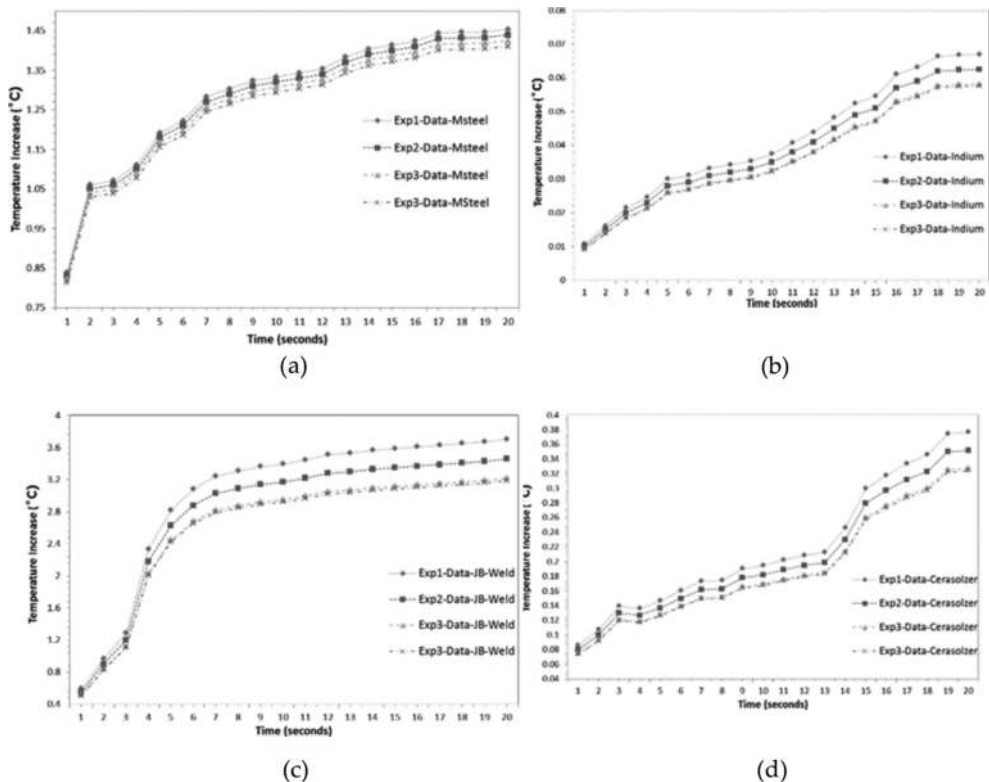 1.45
1.35
1.25
1.15
1.05
0.95
0.85
0.75
Temperature Increase (°C)
Exp1-Data-Msteel
Exp2-Data-Msteel
Exp3-Data-Msteel
Exp3-Data-MSteel
1 2 3 4 5 6 7 8 9 10 11 12 13 14 15 16 17 18 19 20
Time (seconds)
(a)
0.08
0.07
0.06
0.05
0.04
0.03
0.02
0.01
0
Temperature Increase (°C)
Exp1-Data-Indium
Exp2-Data-Indium
Exp3-Data-Indium
Exp3-Data-Indium
1 2 3 4 5 6 7 8 9 10 11 12 13 14 15 16 17 18 19 20
Time (seconds)
(b)
4
3.6
3.2
2.8
2.4
2
1.6
1.2
0.8
0.4
Temperature Increase (°C)
Exp1-Data-JB-Weld
Exp2-Data-JB-Weld
Exp3-Data-JB-Weld
Exp3-Data-JB-Weld
1 2 3 4 5 6 7 8 9 10 11 12 13 14 15 16 17 18 19 20
Time (seconds)
(c)
0.4
0.38
0.36
0.34
0.32
0.3
0.28
0.26
0.24
0.22
0.2
0.18
0.16
0.14
0.12
0.1
0.08
0.06
0.04
Temperature Increase (°C)
Exp1-Data-Cerasolzer
Exp2-Data-Cerasolzer
Exp3-Data-Cerasolzer
Exp3-Data-Cerasolzer
1 2 3 4 5 6 7 8 9 10 11 12 13 14 15 16 17 18 19 20
Time (seconds)
(d)